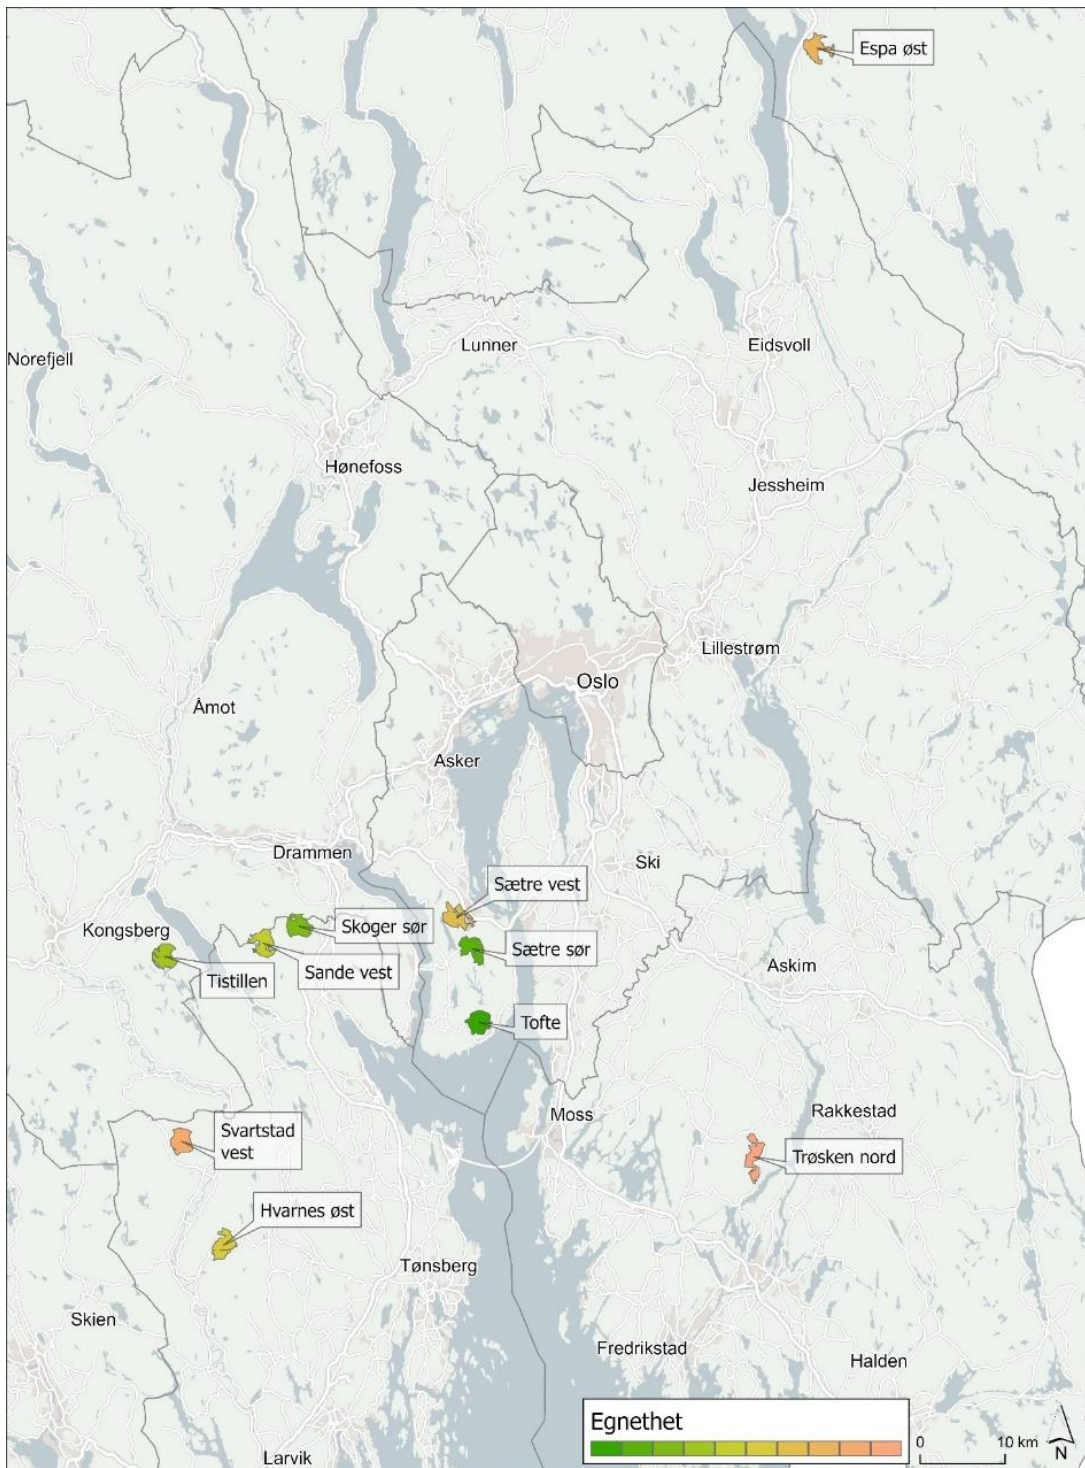 Espa øst
Lunner
Eidsvoll
Norefjell
Hønefoss
Jessheim
Lillestrøm
Oslo
Åmot
Asker
Drammen
Ski
Sætre vest
Kongsberg
Skoger sør
Sætre sør
Askim
Tistillen
Sande vest
Tofte
Moss
Rakkestad
Svartstad
vest
Trøsken nord
Hvarnes øst
Tønsberg
Skien
Fredrikstad
Halden
Egnethet
0 10 km
N
Larvik